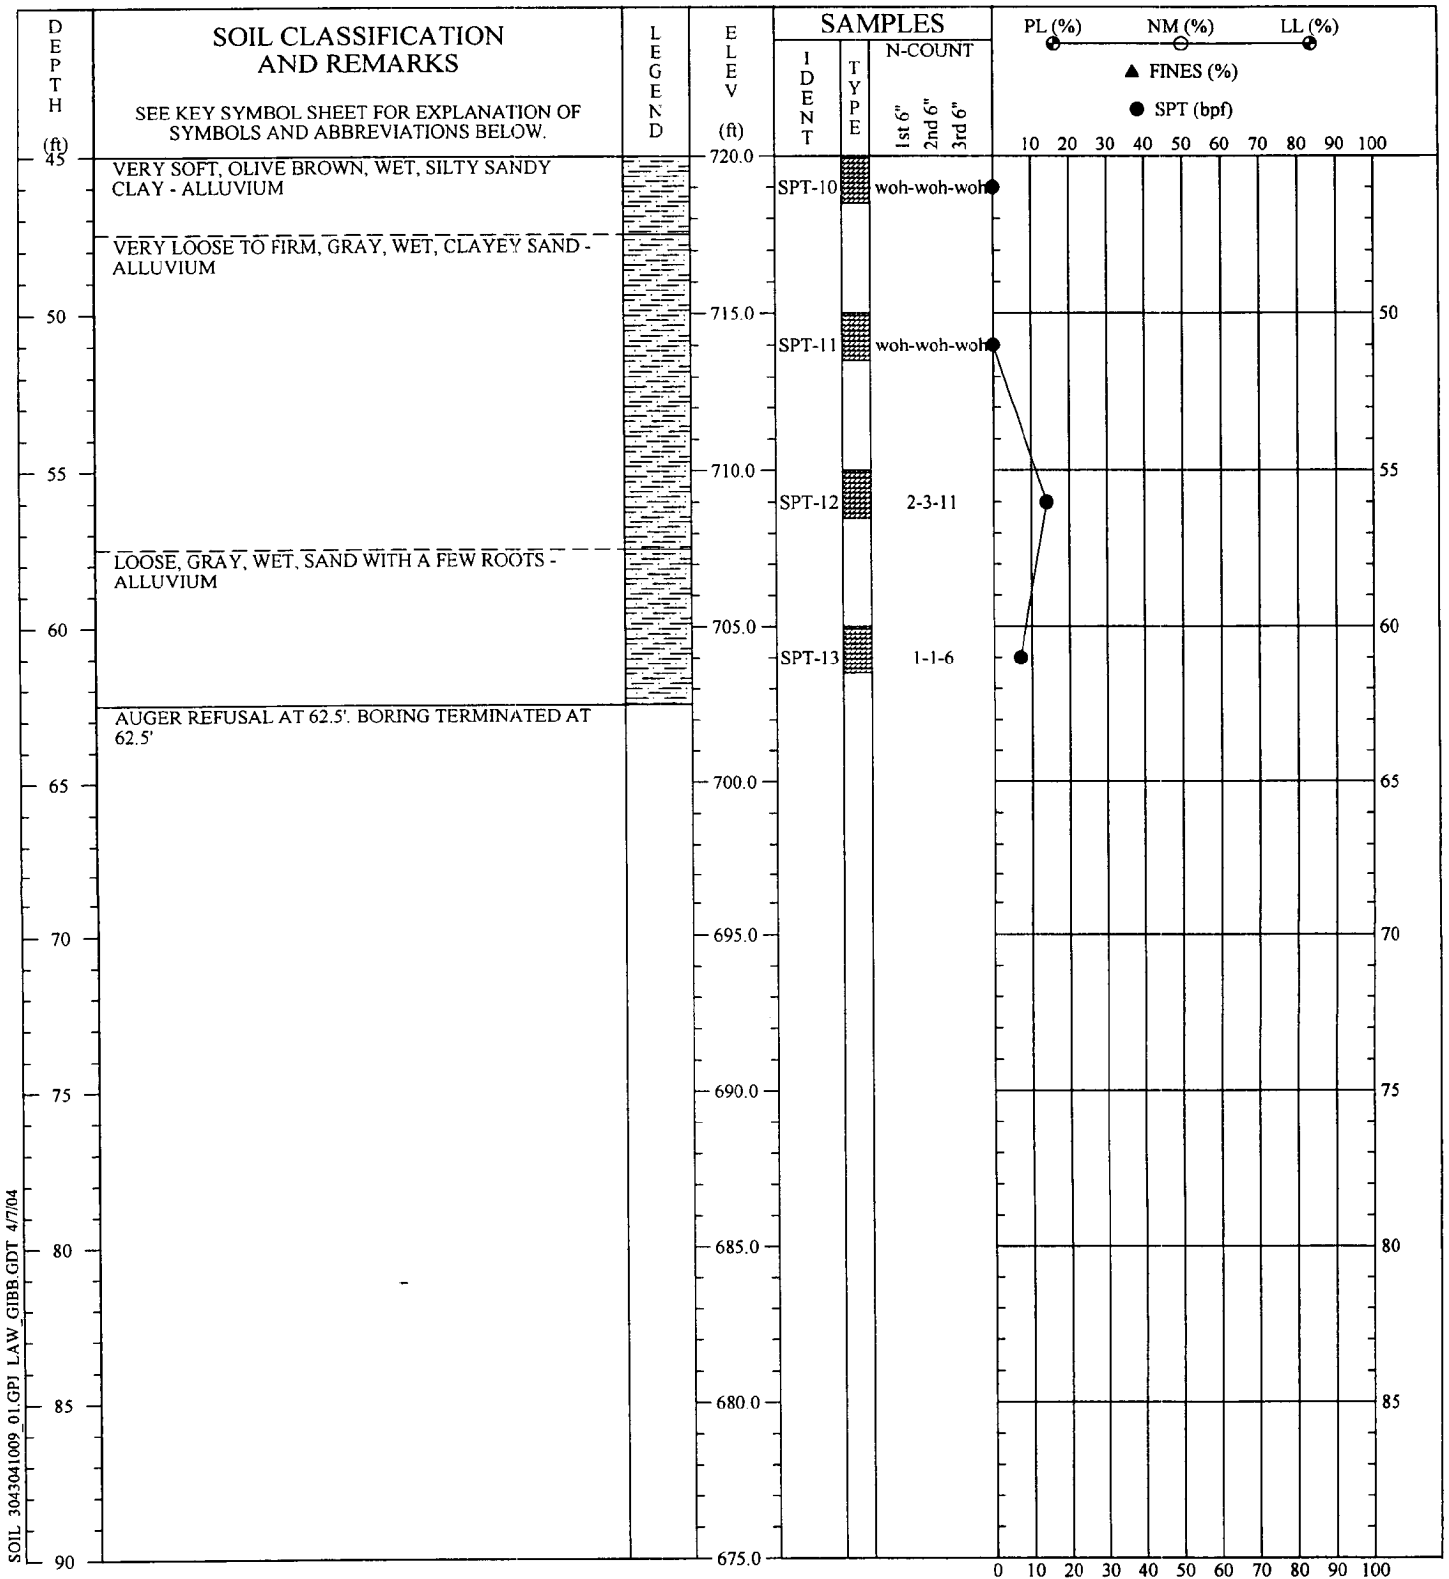 DEPTH
(ft)
SOIL CLASSIFICATION
AND REMARKS
SEE KEY SYMBOL SHEET FOR EXPLANATION OF
SYMBOLS AND ABBREVIATIONS BELOW.
LEGEND
ELEV
(ft)
SAMPLES
IDENT
TYPE
N-COUNT
1st 6"
2nd 6"
3rd 6"
PL (%) NM (%) LL (%)
FINES (%)
SPT (bpf)
10 20 30 40 50 60 70 80 90 100
45
VERY SOFT, OLIVE BROWN, WET, SILTY SANDY
CLAY - ALLUVIUM
720.0
SPT-10 woh-woh-woh
VERY LOOSE TO FIRM, GRAY, WET, CLAYEY SAND -
ALLUVIUM
50 715.0 50
SPT-11 woh-woh-woh
55 710.0 55
SPT-12 2-3-11
LOOSE, GRAY, WET, SAND WITH A FEW ROOTS -
ALLUVIUM
60 705.0 60
SPT-13 1-1-6
AUGER REFUSAL AT 62.5'. BORING TERMINATED AT
62.5'
65 700.0 65
70 695.0 70
75 690.0 75
80 685.0 80
85 680.0 85
90 675.0
0 10 20 30 40 50 60 70 80 90 100
SOIL 3043041009_01.GPJ LAW_GIBB.GDT 4/7/04